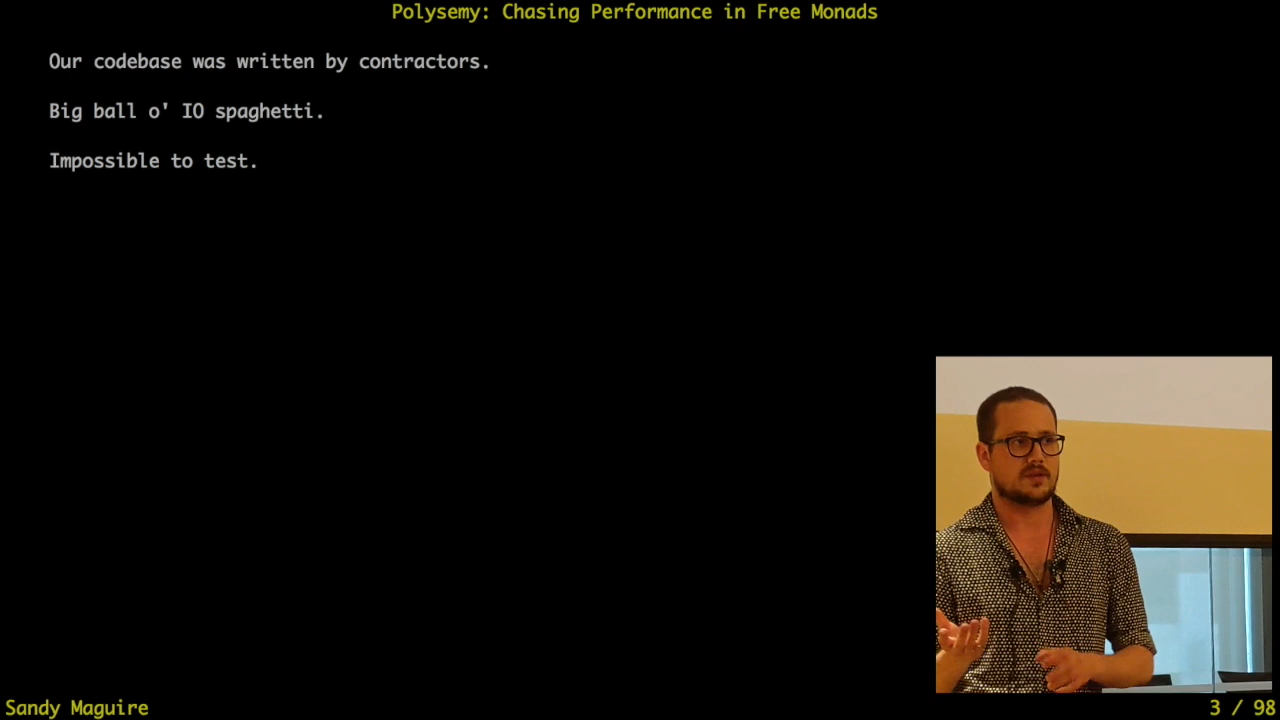 Polysemy: Chasing Performance in Free Monads
Our codebase was written by contractors.
Big ball o' IO spaghetti.
Impossible to test.
Sandy Maguire
3 / 98